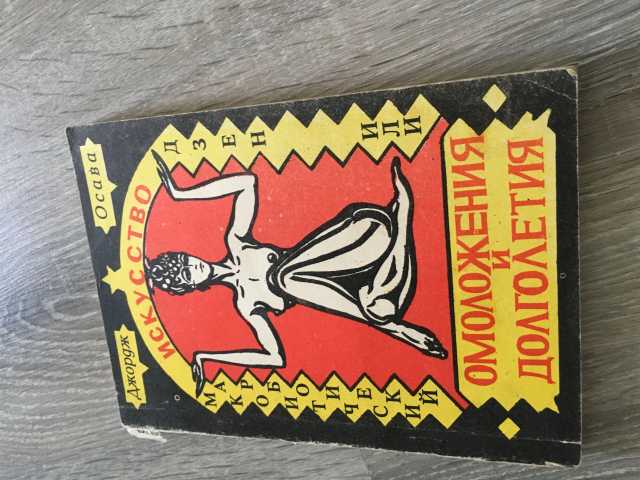 Джордж Осава
МАКРОБИОТИЧЕСКИЙ
ДЗЕН ИЛИ
ИСКУССТВО
ОМОЛОЖЕНИЯ
И
ДОЛГОЛЕТИЯ